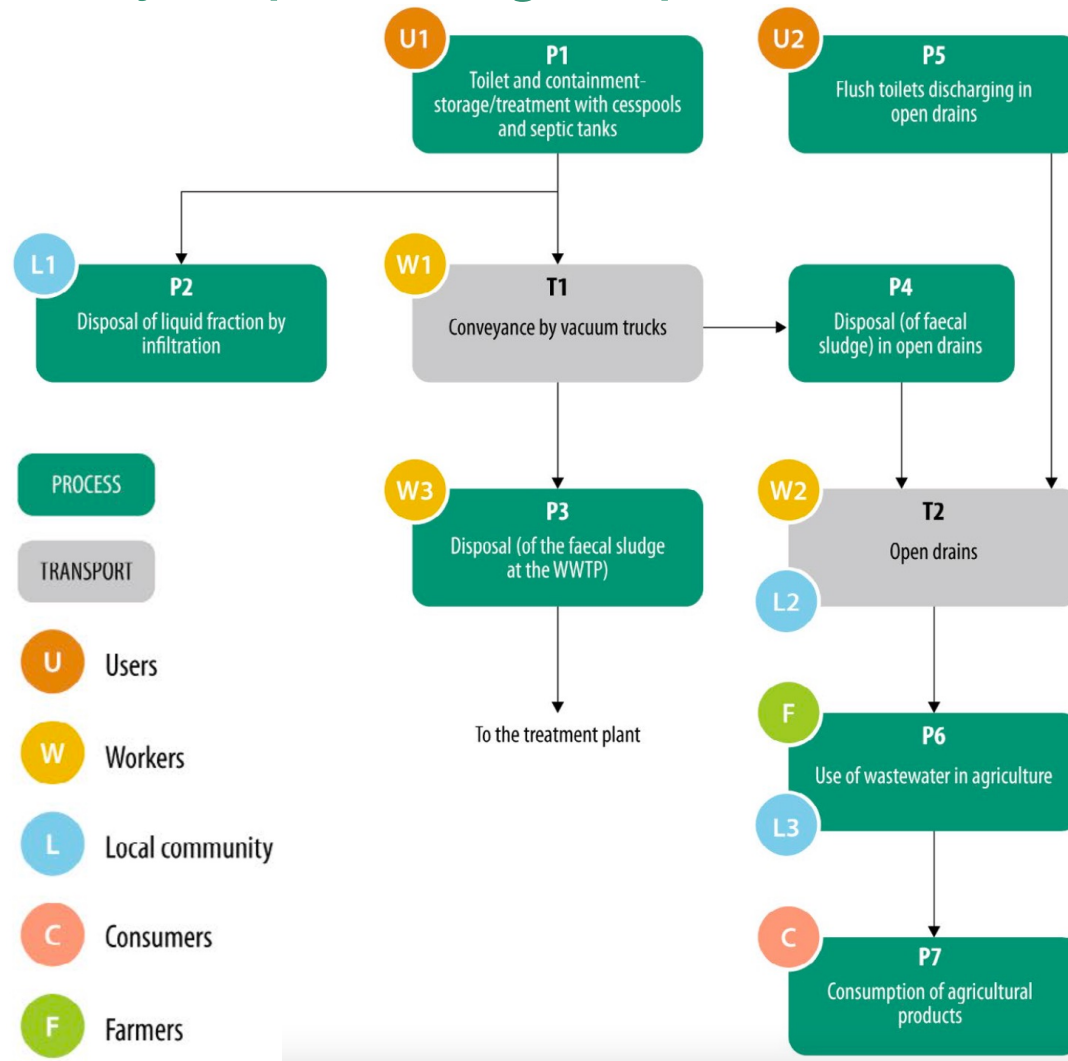 U1
P1
Toilet and containment-
storage/treatment with cesspools
and septic tanks
U2
P5
Flush toilets discharging in
open drains
L1
P2
Disposal of liquid fraction by
infiltration
W1
T1
Conveyance by vacuum trucks
P4
Disposal (of faecal
sludge) in open drains
PROCESS
TRANSPORT
W3
P3
Disposal (of the faecal sludge
at the WWTP)
W2
T2
Open drains
L2
To the treatment plant
F
P6
Use of wastewater in agriculture
L3
C
P7
Consumption of agricultural
products
U
Users
W
Workers
L
Local community
C
Consumers
F
Farmers